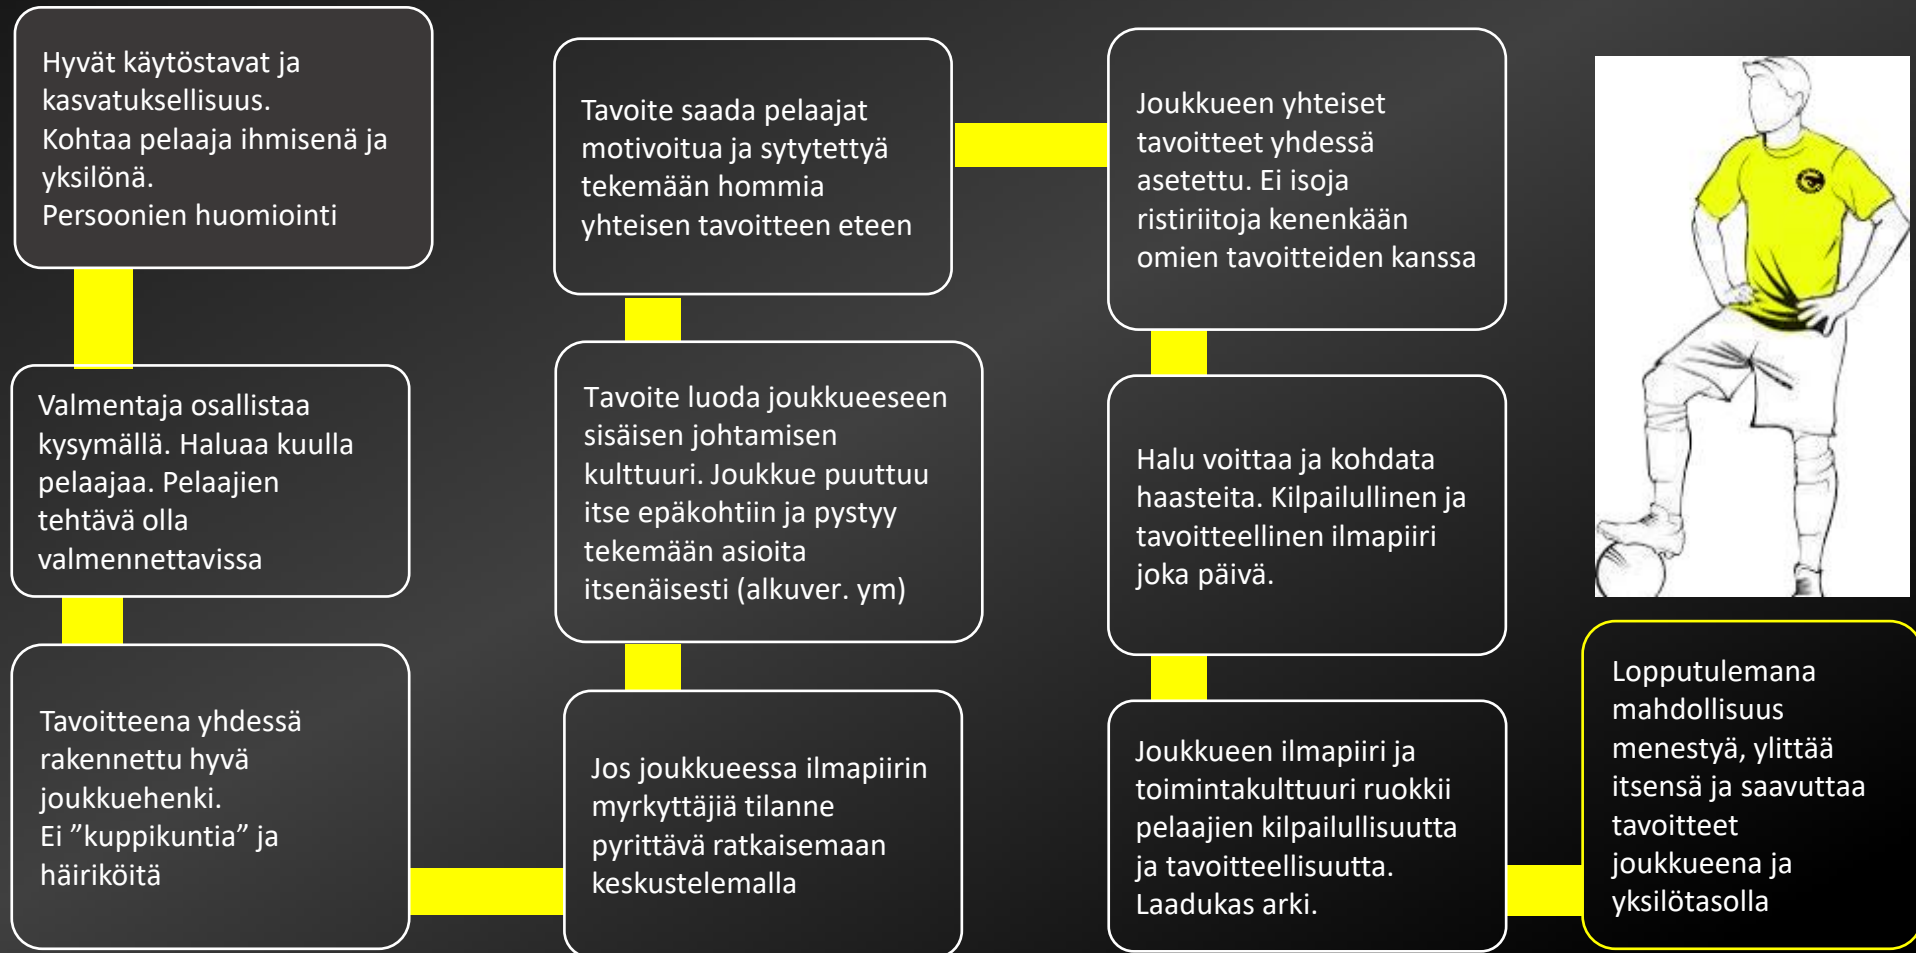 Hyvät käytöstavat ja
kasvatuksellisuus.
Kohtaa pelaaja ihmisenä ja
yksilönä.
Persoonien huomiointi
Valmentaja osallistaa
kysymällä. Haluaa kuulla
pelaajaa. Pelaajien
tehtävä olla
valmennettavissa
Tavoitteena yhdessä
rakennettu hyvä
joukkuehenki.
Ei ”kuppikuntia” ja
häiriköitä
Jos joukkueessa ilmapiirin
myrkyttäjiä tilanne
pyrittävä ratkaisemaan
keskustelemalla
Tavoite luoda joukkueeseen
sisäisen johtamisen
kulttuuri. Joukkue puuttuu
itse epäkohtiin ja pystyy
tekemään asioita
itsenäisesti (alkuver. ym)
Tavoite saada pelaajat
motivoitua ja sytytettyä
tekemään hommia
yhteisen tavoitteen eteen
Joukkueen yhteiset
tavoitteet yhdessä
asetettu. Ei isoja
ristiriitoja kenenkään
omien tavoitteiden kanssa
Halu voittaa ja kohdata
haasteita. Kilpailullinen ja
tavoitteellinen ilmapiiri
joka päivä.
Joukkueen ilmapiiri ja
toimintakulttuuri ruokkii
pelaajien kilpailullisuutta
ja tavoitteellisuutta.
Laadukas arki.
Lopputulemana
mahdollisuus
menestyä, ylittää
itsensä ja saavuttaa
tavoitteet
joukkueena ja
yksilötasolla